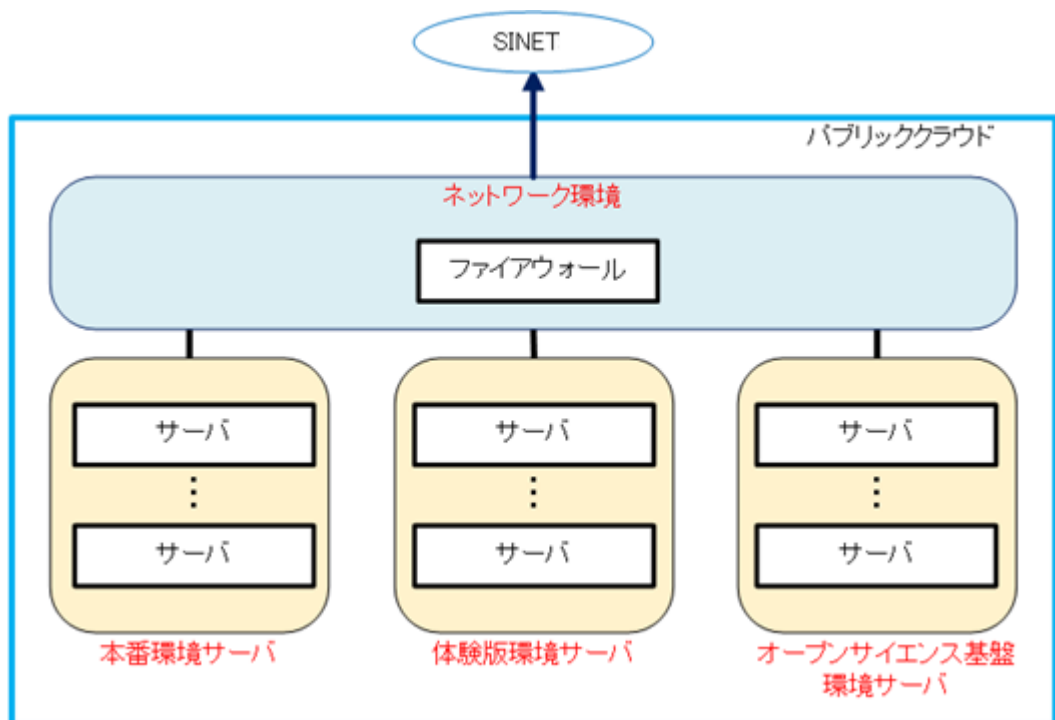 SINET
パブリッククラウド
ネットワーク環境
ファイアウォール
サーバ
サーバ
サーバ
⋮
⋮
⋮
サーバ
サーバ
サーバ
本番環境サーバ
体験版環境サーバ
オープンサイエンス基盤
環境サーバ